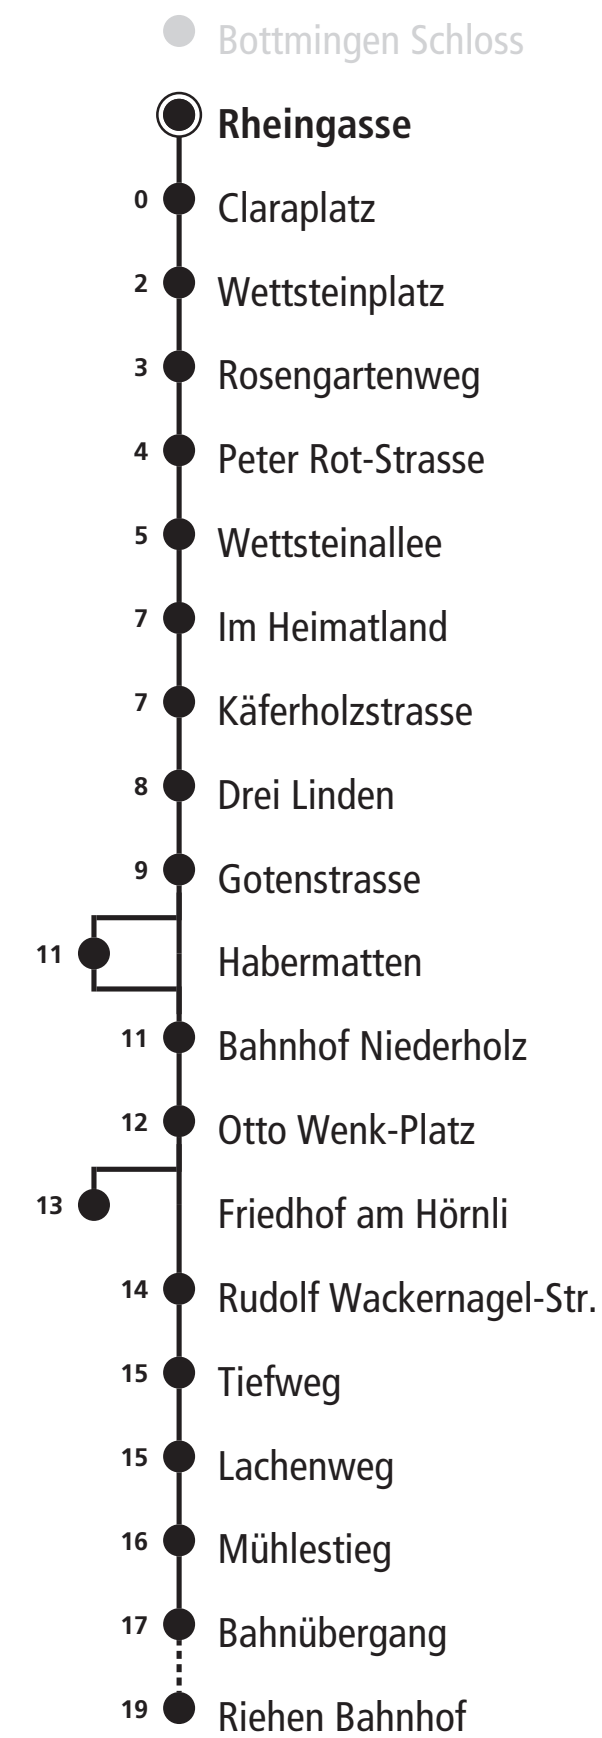 Bottmingen Schloss
Rheingasse
0 Claraplatz
2 Wettsteinplatz
3 Rosengartenweg
4 Peter Rot-Strasse
5 Wettsteinallee
7 Im Heimatland
7 Käferholzstrasse
8 Drei Linden
9 Gotenstrasse
11 Habermatten
11 Bahnhof Niederholz
12 Otto Wenk-Platz
13 Friedhof am Hörnli
14 Rudolf Wackernagel-Str.
15 Tiefweg
15 Lachenweg
16 Mühlestieg
17 Bahnübergang
19 Riehen Bahnhof